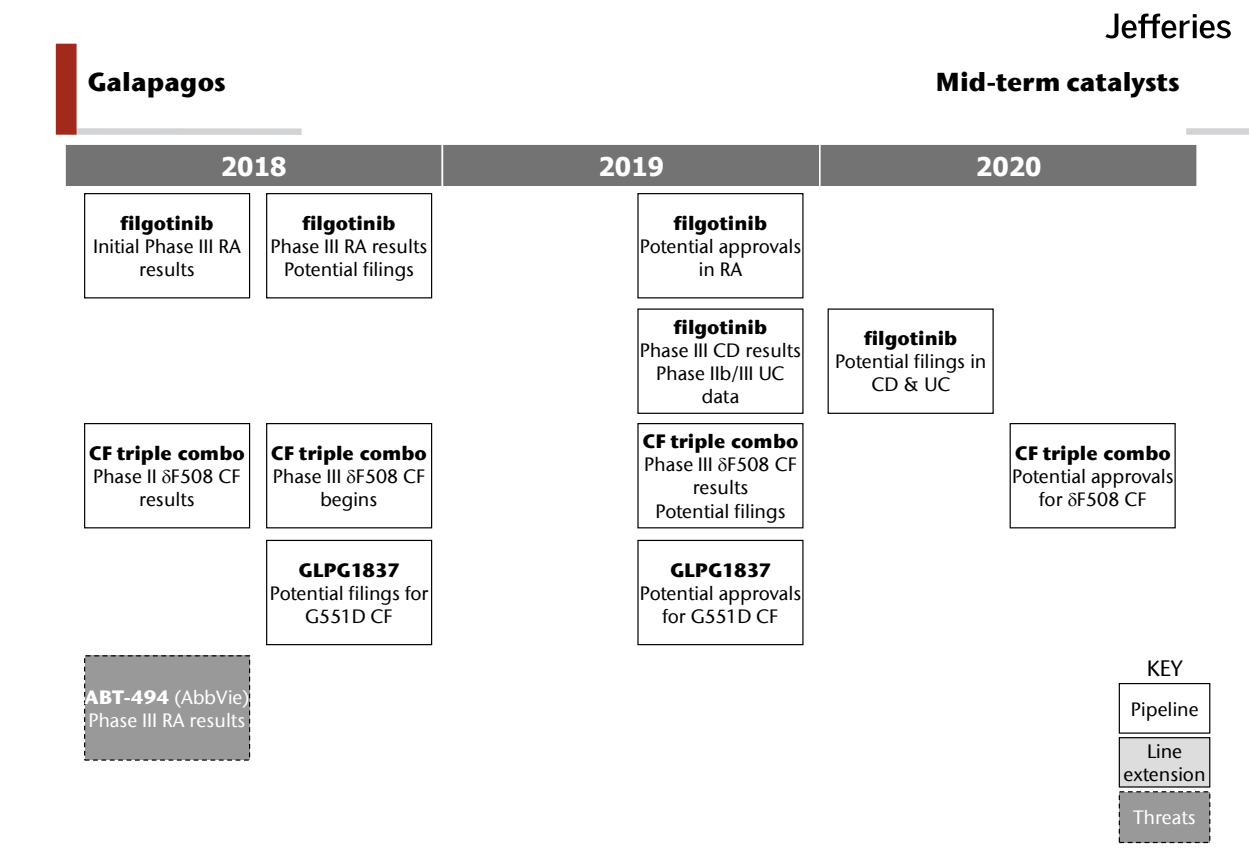 Jefferies
Galapagos
Mid-term catalysts
2018
2019
2020
filgotinib
Initial Phase III RA
results
filgotinib
Phase III RA results
Potential filings
filgotinib
Potential approvals
in RA
filgotinib
Phase III CD results
Phase IIb/III UC
data
filgotinib
Potential filings in
CD & UC
CF triple combo
Phase II δF508 CF
results
CF triple combo
Phase III δF508 CF
begins
CF triple combo
Phase III δF508 CF
results
Potential filings
CF triple combo
Potential approvals
for δF508 CF
GLPG1837
Potential filings for
G551D CF
GLPG1837
Potential approvals
for G551D CF
ABT-494 (AbbVie)
Phase III RA results
KEY
Pipeline
Line
extension
Threats